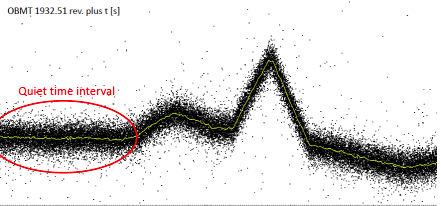 OBMT 1932.51 rev. plus t [s]
Quiet time interval